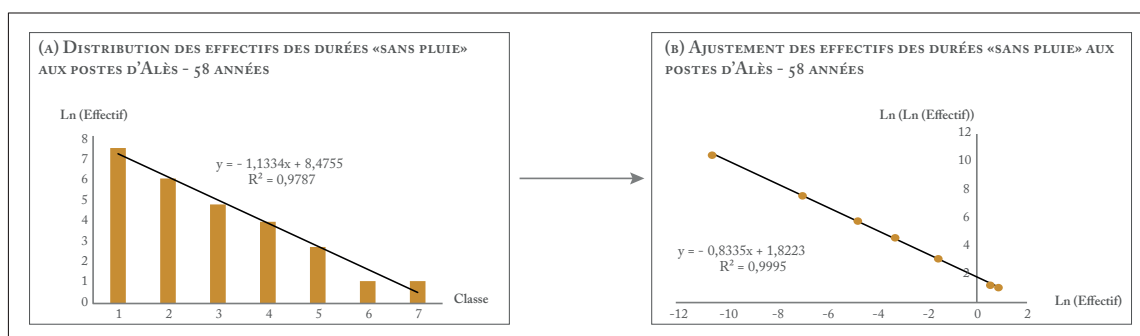 (A) Distribution des effectifs des durées «sans pluie»
aux postes d'Alès - 58 années
Ln (Effectif)
8
7
6
5
4
3
2
1
0
y = - 1,1334x + 8,4755
R² = 0,9787
1 2 3 4 5 6 7
Classe
(B) Ajustement des effectifs des durées «sans pluie» aux
postes d'Alès - 58 années
Ln (Ln (Effectif))
12
10
8
6
4
2
y = -0,8335x + 1,8223
R² = 0,9995
-12 -10 -8 -6 -4 -2 0 2
Ln (Effectif)